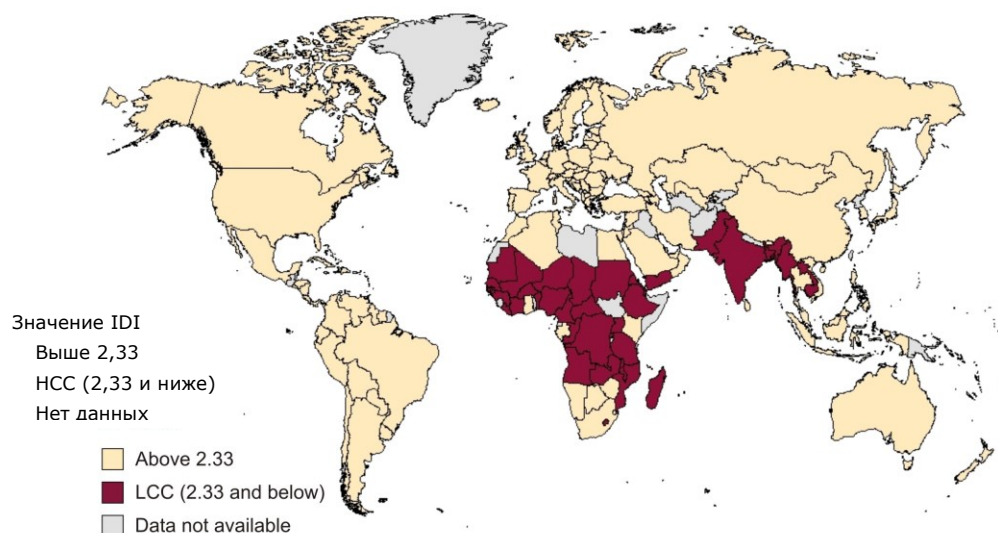 Значение IDI
Выше 2,33
НСС (2,33 и ниже)
Нет данных
Above 2.33
LCC (2.33 and below)
Data not available